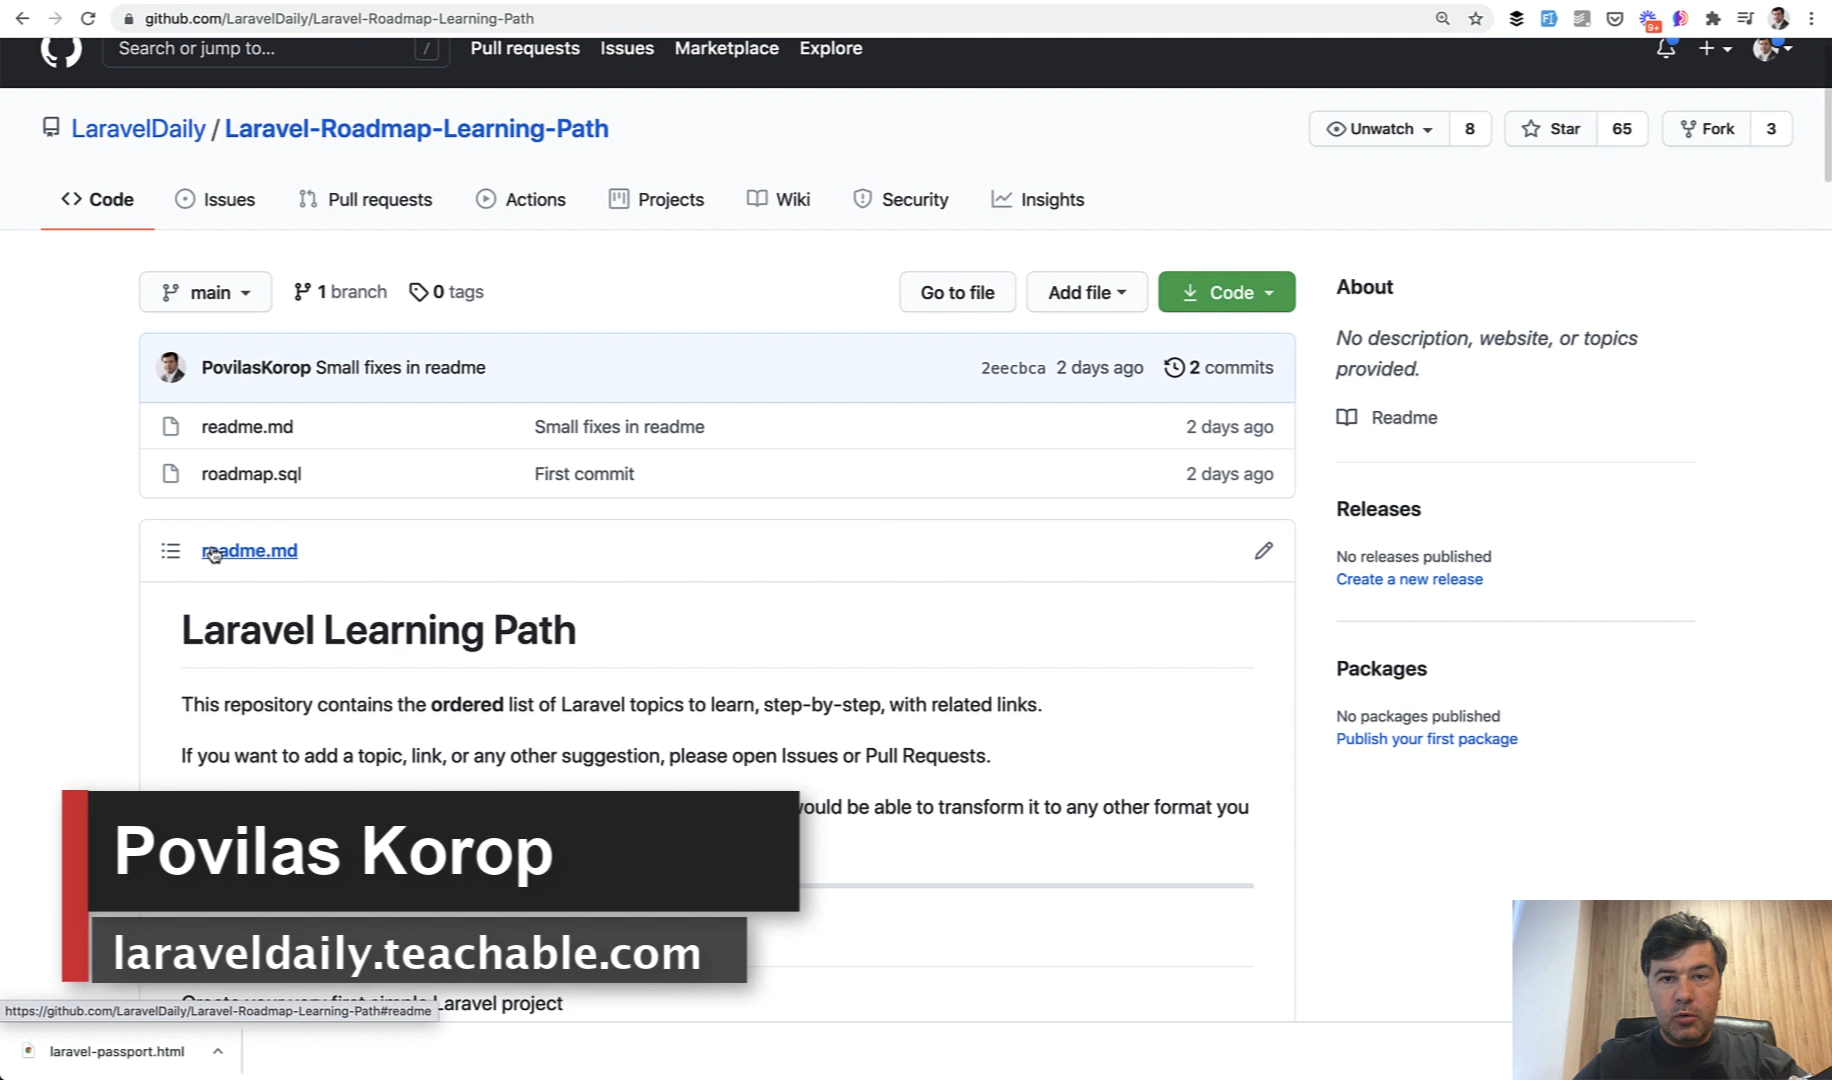 github.com/LaravelDaily/Laravel-Roadmap-Learning-Path
9+
Search or jump to...
/
Pull requests
Issues
Marketplace
Explore
LaravelDaily / Laravel-Roadmap-Learning-Path
Unwatch
8
Star
65
Fork
3
Code
Issues
Pull requests
Actions
Projects
Wiki
Security
Insights
main
1 branch
0 tags
Go to file
Add file
Code
PovilasKorop Small fixes in readme
2eecbca 2 days ago
2 commits
readme.md
Small fixes in readme
2 days ago
roadmap.sql
First commit
2 days ago
readme.md
Laravel Learning Path
This repository contains the ordered list of Laravel topics to learn, step-by-step, with related links.
If you want to add a topic, link, or any other suggestion, please open Issues or Pull Requests.
would be able to transform it to any other format you
Create your very first simple Laravel project
About
No description, website, or topics
provided.
Readme
Releases
No releases published
Create a new release
Packages
No packages published
Publish your first package
Povilas Korop
laraveldaily.teachable.com
https://github.com/LaravelDaily/Laravel-Roadmap-Learning-Path#readme
laravel-passport.html